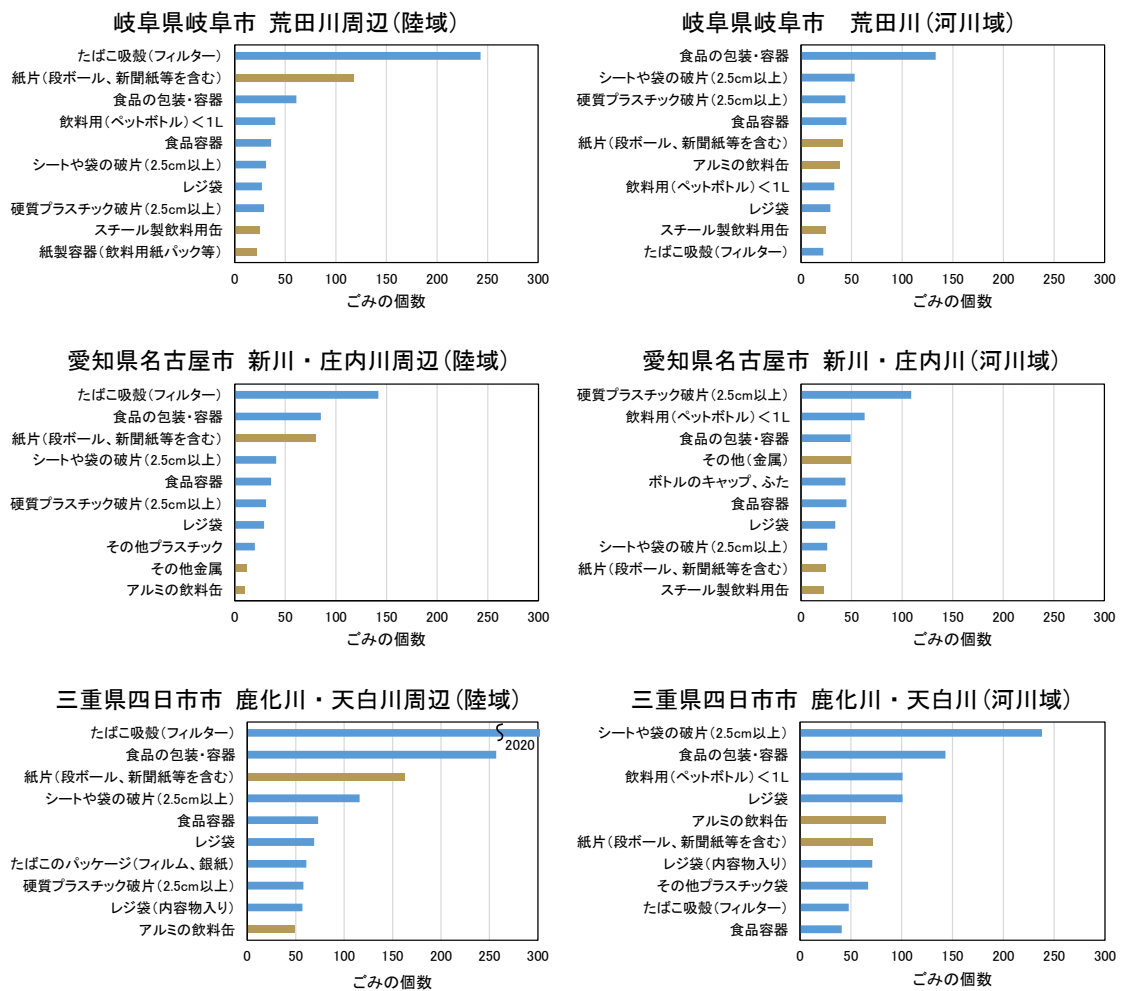 岐阜県岐阜市 荒田川周辺(陸域)
たばこ吸殻(フィルター)
紙片(段ボール、新聞紙等を含む)
食品の包装・容器
飲料用(ペットボトル)<1L
食品容器
シートや袋の破片(2.5cm以上)
レジ袋
硬質プラスチック破片(2.5cm以上)
スチール製飲料用缶
紙製容器(飲料用紙パック等)
0 50 100 150 200 250 300
ごみの個数
岐阜県岐阜市 荒田川(河川域)
食品の包装・容器
シートや袋の破片(2.5cm以上)
硬質プラスチック破片(2.5cm以上)
食品容器
紙片(段ボール、新聞紙等を含む)
アルミの飲料缶
飲料用(ペットボトル)<1L
レジ袋
スチール製飲料用缶
たばこ吸殻(フィルター)
0 50 100 150 200 250 300
ごみの個数
愛知県名古屋市 新川・庄内川周辺(陸域)
たばこ吸殻(フィルター)
食品の包装・容器
紙片(段ボール、新聞紙等を含む)
シートや袋の破片(2.5cm以上)
食品容器
硬質プラスチック破片(2.5cm以上)
レジ袋
その他プラスチック
その他金属
アルミの飲料缶
0 50 100 150 200 250 300
ごみの個数
愛知県名古屋市 新川・庄内川(河川域)
硬質プラスチック破片(2.5cm以上)
飲料用(ペットボトル)<1L
食品の包装・容器
その他(金属)
ボトルのキャップ、ふた
食品容器
レジ袋
シートや袋の破片(2.5cm以上)
紙片(段ボール、新聞紙等を含む)
スチール製飲料用缶
0 50 100 150 200 250 300
ごみの個数
三重県四日市市 鹿化川・天白川周辺(陸域)
たばこ吸殻(フィルター)
2020
食品の包装・容器
紙片(段ボール、新聞紙等を含む)
シートや袋の破片(2.5cm以上)
食品容器
レジ袋
たばこのパッケージ(フィルム、銀紙)
硬質プラスチック破片(2.5cm以上)
レジ袋(内容物入り)
アルミの飲料缶
0 50 100 150 200 250 300
ごみの個数
三重県四日市市 鹿化川・天白川(河川域)
シートや袋の破片(2.5cm以上)
食品の包装・容器
飲料用(ペットボトル)<1L
レジ袋
アルミの飲料缶
紙片(段ボール、新聞紙等を含む)
レジ袋(内容物入り)
その他プラスチック袋
たばこ吸殻(フィルター)
食品容器
0 50 100 150 200 250 300
ごみの個数